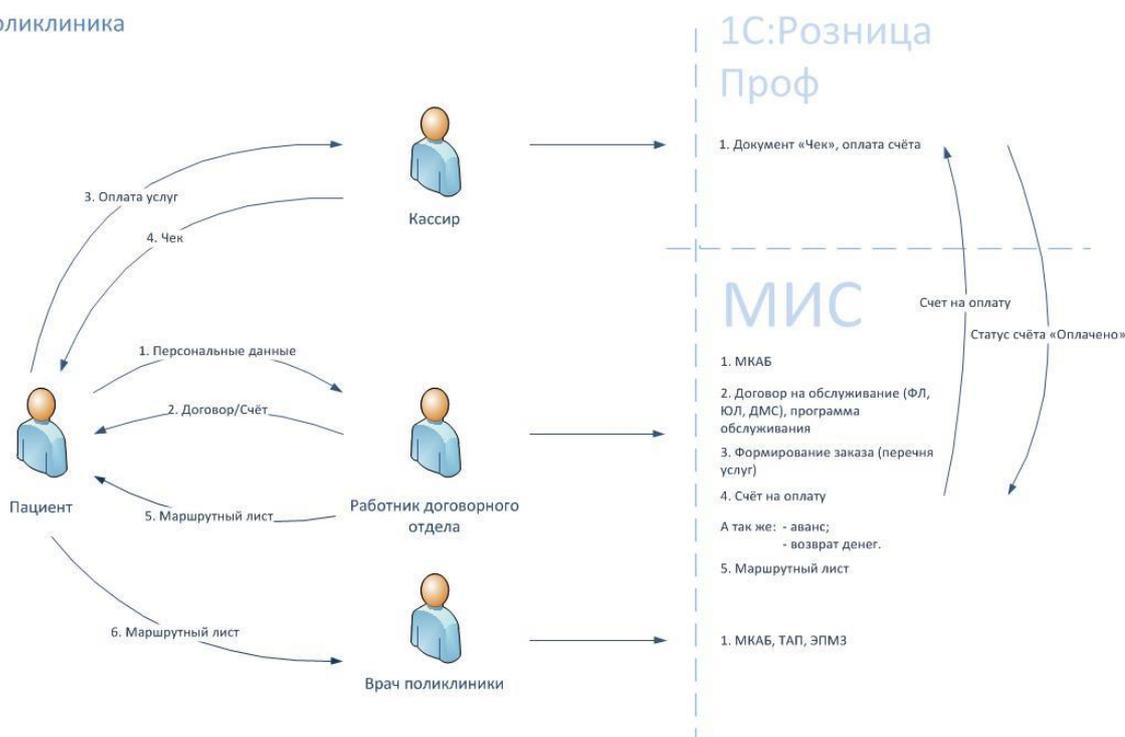 оликлиника
1С:Розница
Проф
1. Документ «Чек», оплата счёта
3. Оплата услуг
Кассир
4. Чек
МИС
Счет на оплату
Статус счёта «Оплачено»
1. Персональные данные
1. МКАБ
2. Договор/Счёт
2. Договор на обслуживание (ФЛ,
ЮЛ, ДМС), программа
обслуживания
3. Формирование заказа (перечня
услуг)
4. Счёт на оплату
Пациент
Работник договорного
отдела
5. Маршрутный лист
А так же: - аванс;
- возврат денег.
5. Маршрутный лист
6. Маршрутный лист
1. МКАБ, ТАП, ЭПМЗ
Врач поликлиники